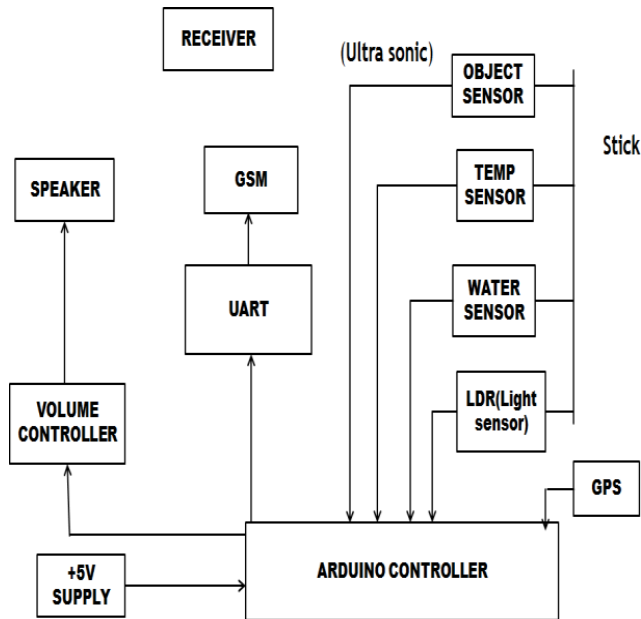 RECEIVER
(Ultra sonic)
OBJECT
SENSOR
Stick
SPEAKER
GSM
TEMP
SENSOR
UART
WATER
SENSOR
VOLUME
CONTROLLER
LDR(Light
sensor)
GPS
+5V
SUPPLY
ARDUINO CONTROLLER